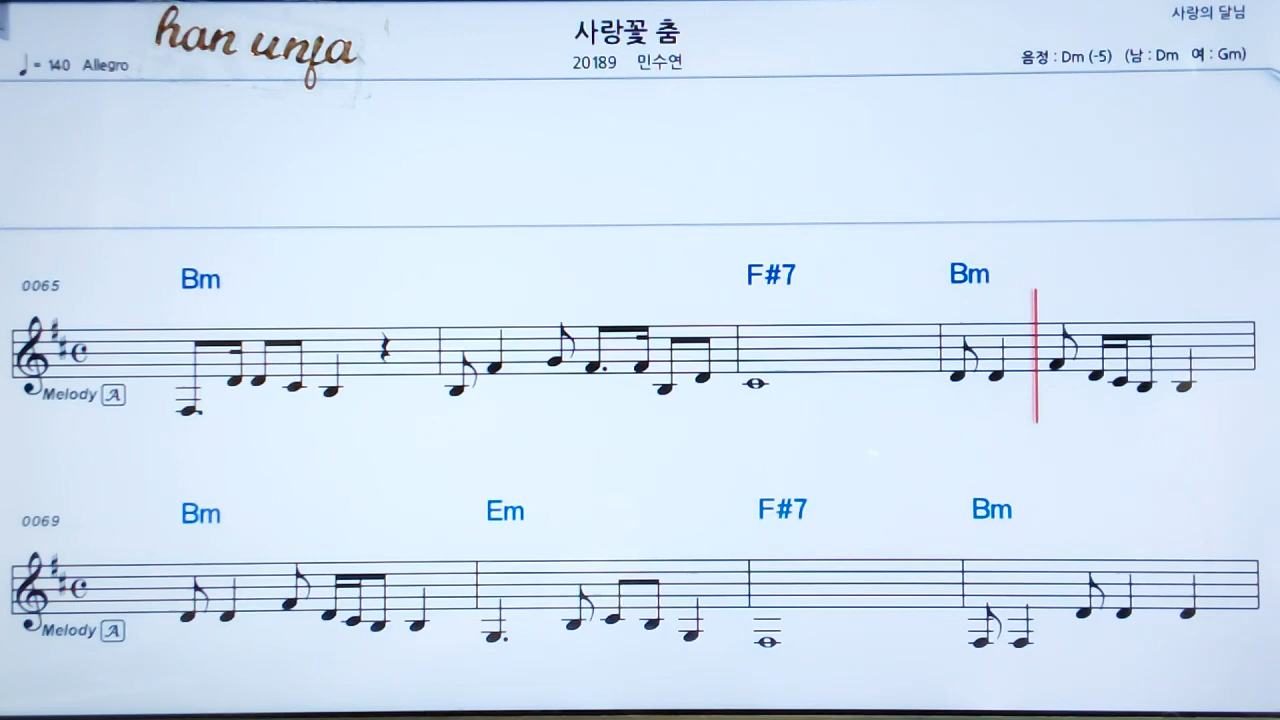 사랑의 달님
han unfa
사랑꽃 춤
♩= 140 Allegro
20189 민수연
음정 : Dm (-5) (남 : Dm 여 : Gm)
0065
Bm F#7 Bm
Melody A
0069
Bm Em F#7 Bm
Melody A